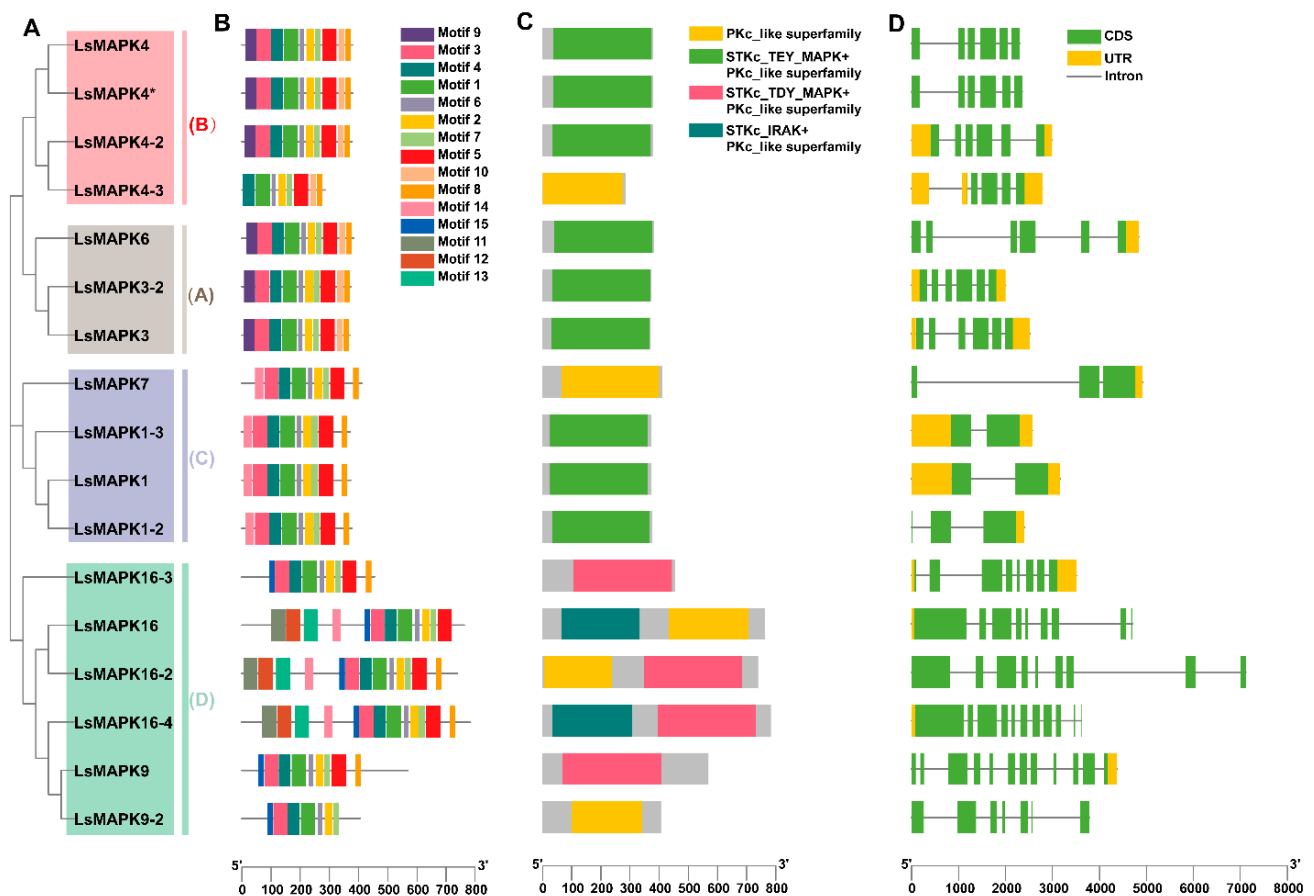 A
LsMAPK4
LsMAPK4*
LsMAPK4-2
LsMAPK4-3
LsMAPK6
LsMAPK3-2
LsMAPK3
LsMAPK7
LsMAPK1-3
LsMAPK1
LsMAPK1-2
LsMAPK16-3
LsMAPK16
LsMAPK16-2
LsMAPK16-4
LsMAPK9
LsMAPK9-2
(B)
(A)
(C)
(D)
B
Motif 9
Motif 3
Motif 4
Motif 1
Motif 6
Motif 2
Motif 7
Motif 5
Motif 10
Motif 8
Motif 14
Motif 15
Motif 11
Motif 12
Motif 13
5' 3'
0 100 200 300 400 500 600 700 800
C
PKc_like superfamily
STKc_TEY_MAPK+
PKc_like superfamily
STKc_TDY_MAPK+
PKc_like superfamily
STKc_IRAK+
PKc_like superfamily
5' 3'
0 100 200 300 400 500 600 700 800
D
CDS
UTR
Intron
5' 3'
0 1000 2000 3000 4000 5000 6000 7000 8000